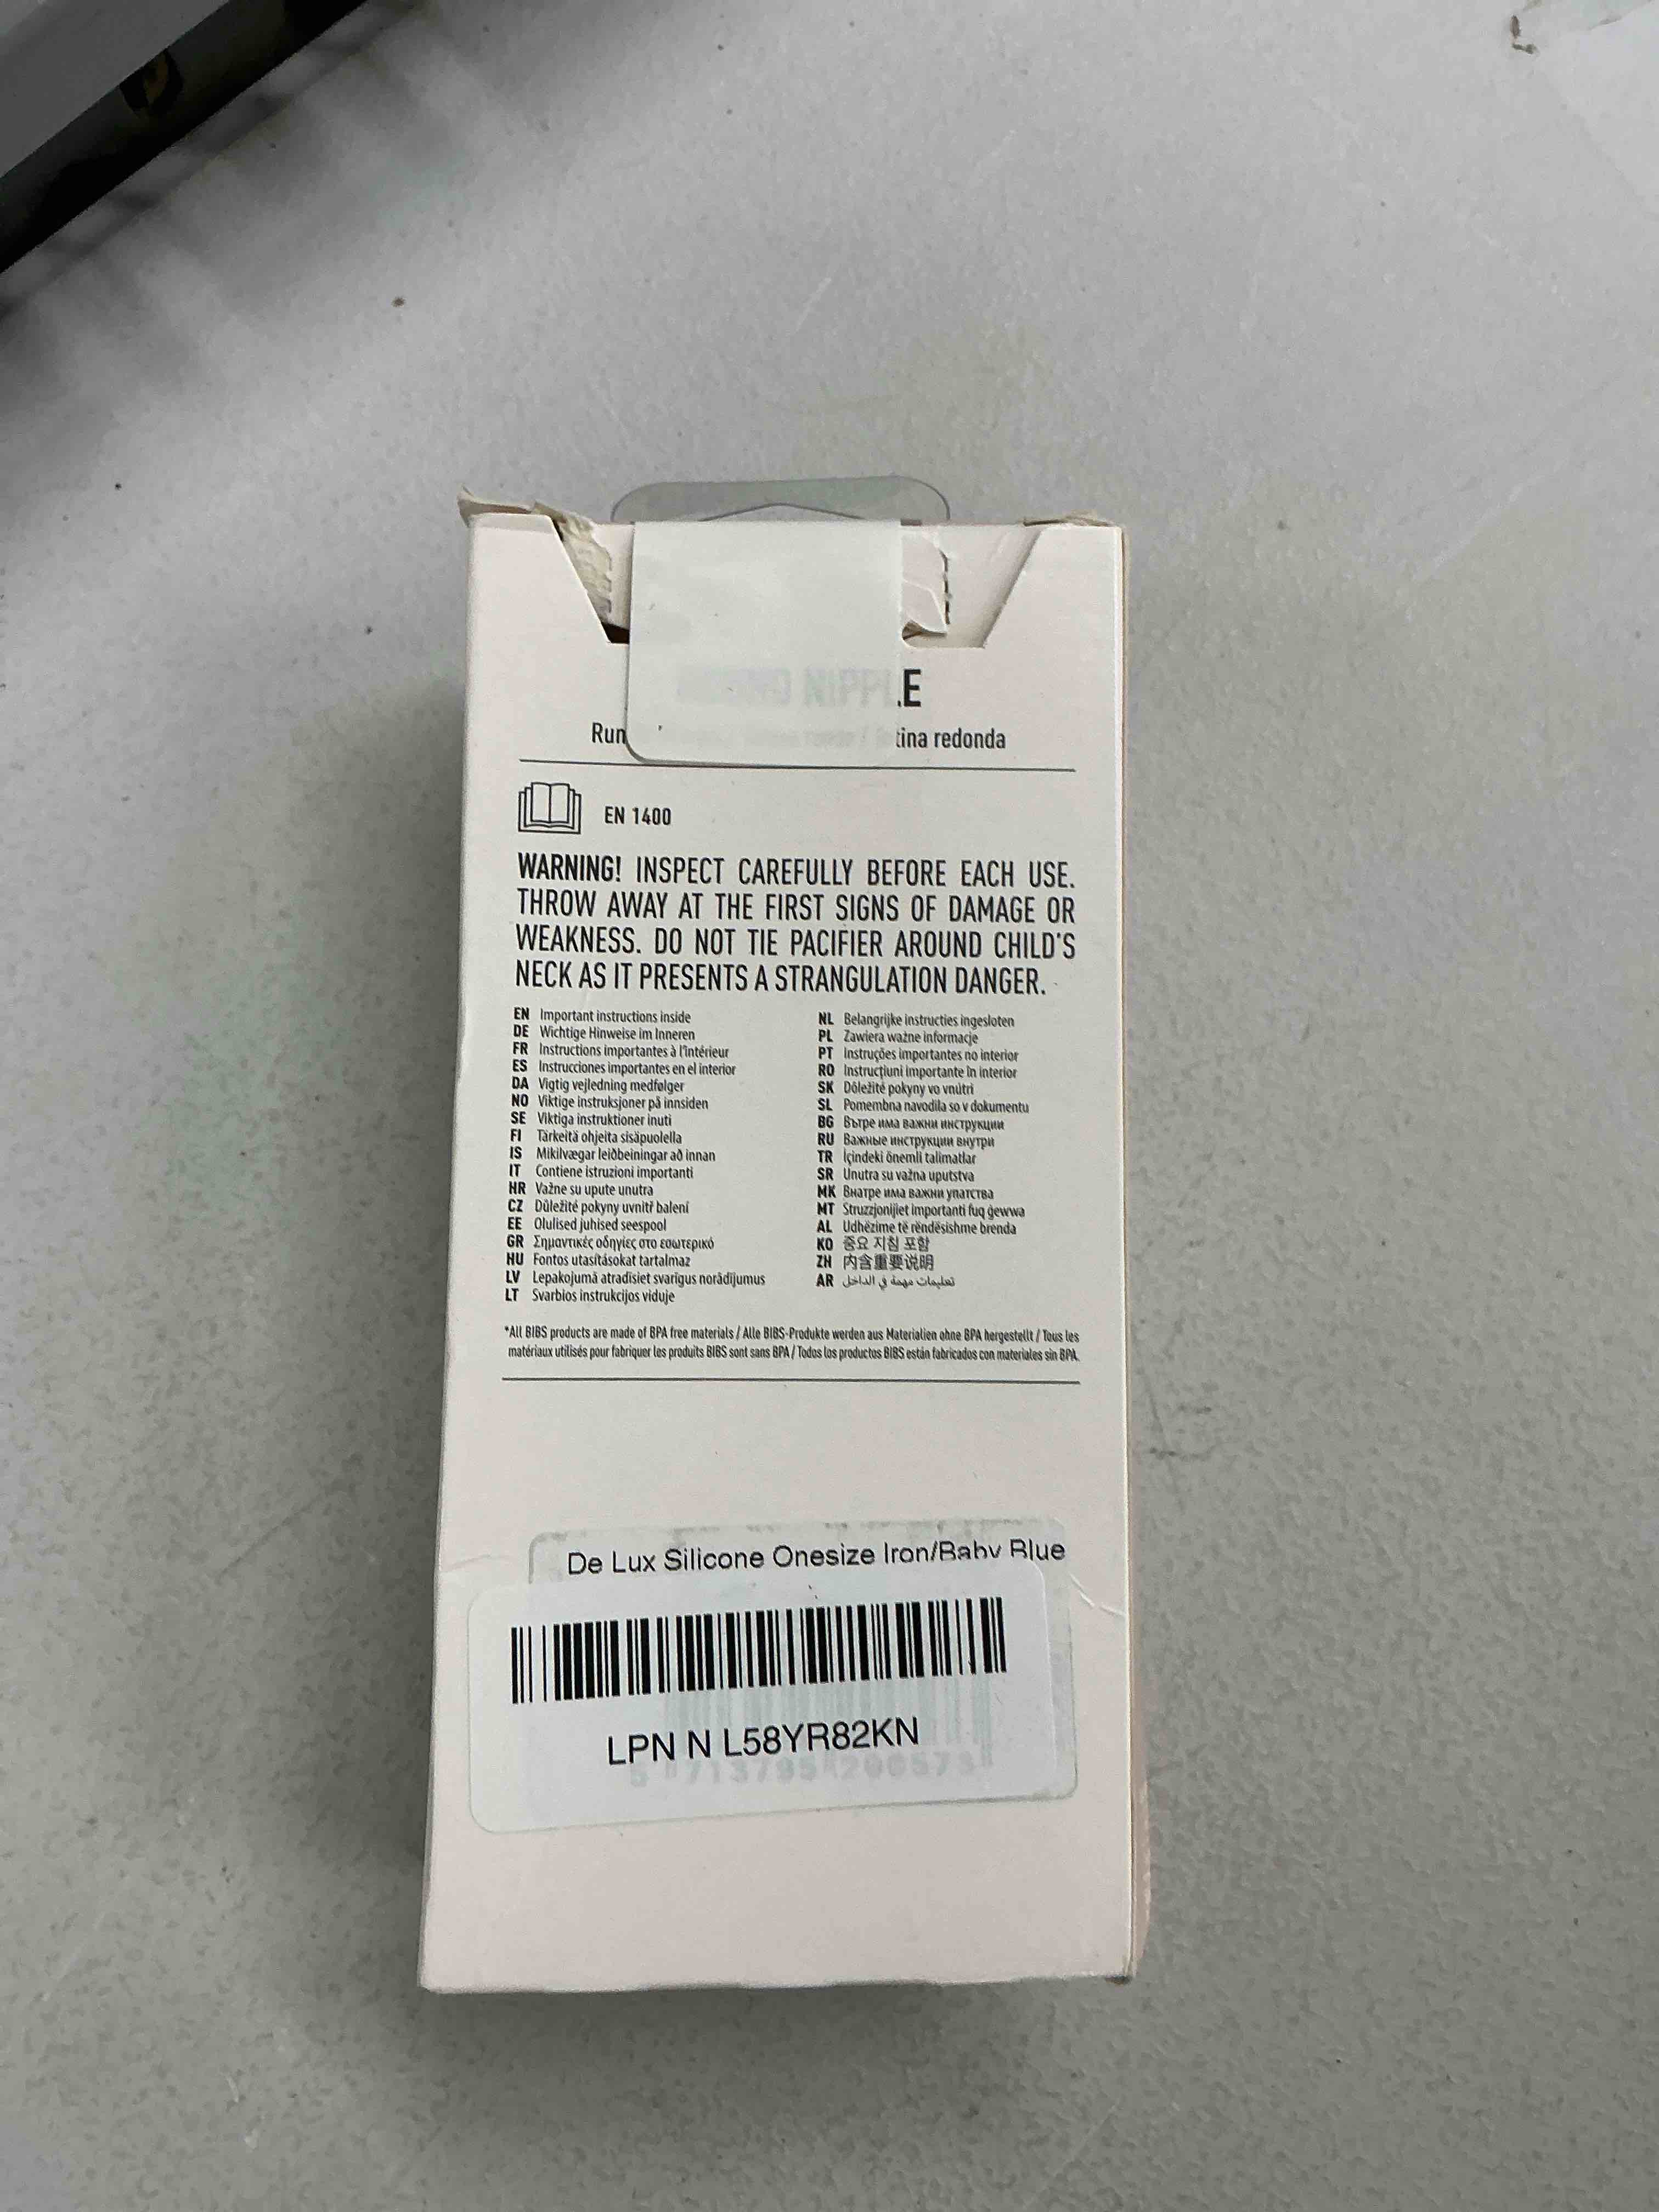 NIPPLE
Run tina redonda
EN 1400
WARNING! INSPECT CAREFULLY BEFORE EACH USE.
THROW AWAY AT THE FIRST SIGNS OF DAMAGE OR
WEAKNESS. DO NOT TIE PACIFIER AROUND CHILD'S
NECK AS IT PRESENTS A STRANGULATION DANGER.
EN Important instructions inside
DE Wichtige Hinweise im Inneren
FR Instructions importantes à l'intérieur
ES Instrucciones importantes en el interior
DA Vigtig vejledning medfølger
NO Viktige instruksjoner på innsiden
SE Viktiga instruktioner inuti
FI Tärkeitä ohjeita sisäpuolella
IS Mikilvægar leiðbeiningar að innan
IT Contiene istruzioni importanti
HR Važne su upute unutra
CZ Důležité pokyny uvnitř balení
EE Olulised juhised seespool
GR Σημαντικές οδηγίες στο εσωτερικό
HU Fontos utasításokat tartalmaz
LV Lepakojumā atradīsiet svarīgus norādījumus
LT Svarbios instrukcijos viduje
NL Belangrijke instructies ingesloten
PL Zawiera ważne informacje
PT Instruções importantes no interior
RO Instrucțiuni importante în interior
SK Dôležité pokyny vo vnútri
SL Pomembna navodila so v dokumentu
BG Вътре има важни инструкции
RU Важные инструкции внутри
TR İçindeki önemli talimatlar
SR Unutra su važna uputstva
MK Внатре има важни упатства
MT Struzzjonijiet importanti fuq ġewwa
AL Udhëzime të rëndësishme brenda
KO 중요 지침 포함
ZH 内含重要说明
AR تعليمات مهمة في الداخل
*All BIBS products are made of BPA free materials / Alle BIBS-Produkte werden aus Materialien ohne BPA hergestellt / Tous les
matériaux utilisés pour fabriquer les produits BIBS sont sans BPA / Todos los productos BIBS están fabricados con materiales sin BPA.
De Lux Silicone Onesize Iron/Baby Blue
LPN N L58YR82KN